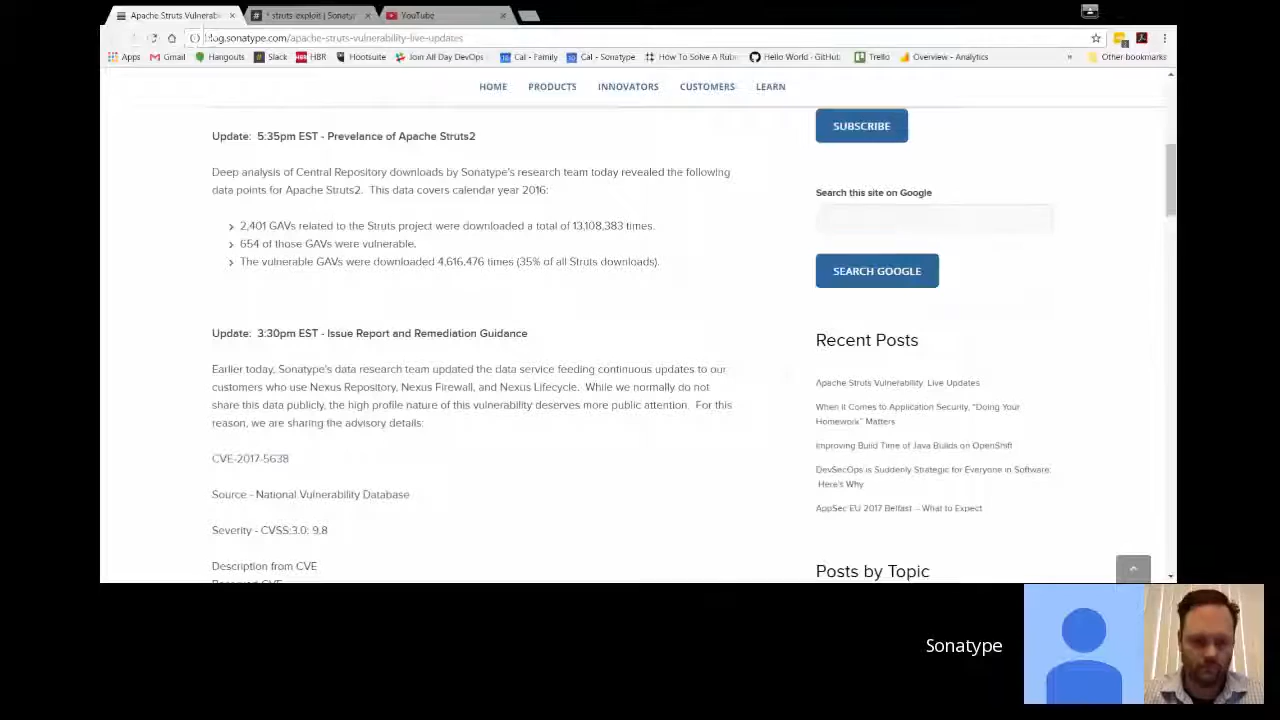 Apache Struts Vulnerabi
* struts-exploit | Sonatyp
YouTube
blog.sonatype.com/apache-struts-vulnerability-live-updates
Apps
Gmail
Hangouts
Slack
HBR
Hootsuite
Join All Day DevOps
Cal - Family
Cal - Sonatype
How To Solve A Rubi
Hello World · GitHub
Trello
Overview - Analytics
»
Other bookmarks
HOME
PRODUCTS
INNOVATORS
CUSTOMERS
LEARN
Update: 5:35pm EST - Prevelance of Apache Struts2
Deep analysis of Central Repository downloads by Sonatype's research team today revealed the following
data points for Apache Struts2. This data covers calendar year 2016:
2,401 GAVs related to the Struts project were downloaded a total of 13,108,383 times.
654 of those GAVs were vulnerable.
The vulnerable GAVs were downloaded 4,616,476 times (35% of all Struts downloads).
Update: 3:30pm EST - Issue Report and Remediation Guidance
Earlier today, Sonatype's data research team updated the data service feeding continuous updates to our
customers who use Nexus Repository, Nexus Firewall, and Nexus Lifecycle. While we normally do not
share this data publicly, the high profile nature of this vulnerability deserves more public attention. For this
reason, we are sharing the advisory details:
CVE-2017-5638
Source - National Vulnerability Database
Severity - CVSS:3.0: 9.8
Description from CVE
SUBSCRIBE
Search this site on Google
SEARCH GOOGLE
Recent Posts
Apache Struts Vulnerability: Live Updates
When it Comes to Application Security, "Doing Your
Homework" Matters
Improving Build Time of Java Builds on OpenShift
DevSecOps is Suddenly Strategic for Everyone in Software:
Here's Why
AppSec EU 2017 Belfast – What to Expect
Posts by Topic
Sonatype